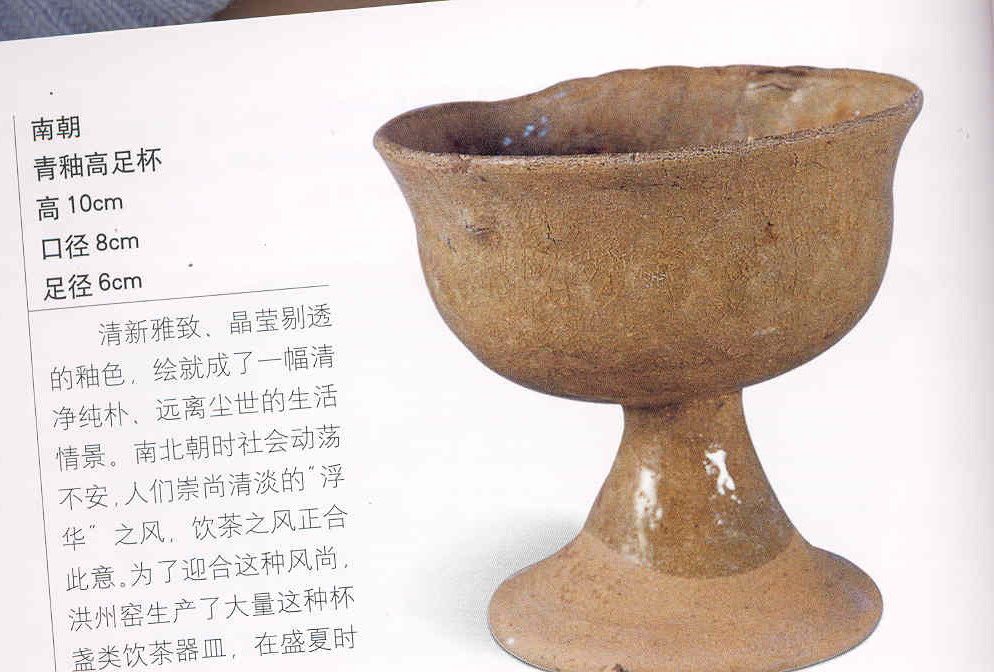 南朝
青釉高足杯
高 10cm
口径 8cm
足径 6cm
清新雅致、晶莹剔透
的釉色，绘就成了一幅清
净纯朴、远离尘世的生活
情景。南北朝时社会动荡
不安，人们崇尚清淡的“浮
华”之风，饮茶之风正合
此意。为了迎合这种风尚，
洪州窑生产了大量这种杯
盏类饮茶器皿，在盛夏时